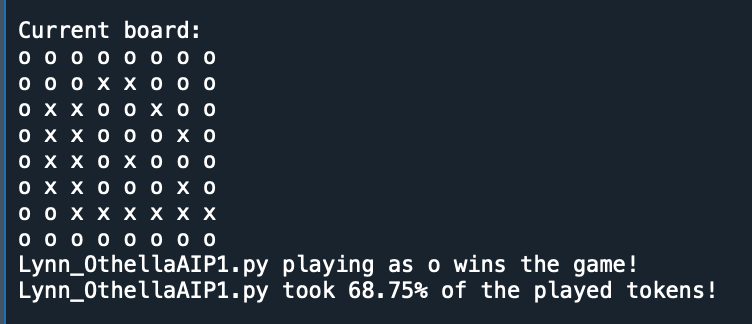 Current board:
o o o o o o o o
o o o x x o o o
o x x o o x o o
o x x o o o x o
o x x o x o o o
o x x o o o x o
o o x x x x x x
o o o o o o o o
Lynn_OthellaAIP1.py playing as o wins the game!
Lynn_OthellaAIP1.py took 68.75% of the played tokens!